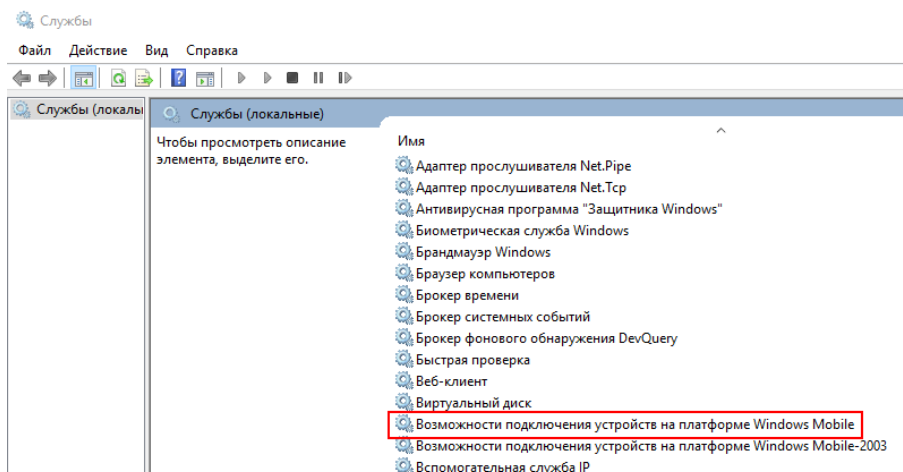 Службы
Файл Действие Вид Справка
Службы (локалы
Службы (локальные)
Чтобы просмотреть описание
элемента, выделите его.
Имя
Адаптер прослушивателя Net.Pipe
Адаптер прослушивателя Net.Tcp
Антивирусная программа "Защитника Windows"
Биометрическая служба Windows
Брандмауэр Windows
Браузер компьютеров
Брокер времени
Брокер системных событий
Брокер фонового обнаружения DevQuery
Быстрая проверка
Веб-клиент
Виртуальный диск
Возможности подключения устройств на платформе Windows Mobile
Возможности подключения устройств на платформе Windows Mobile-2003
Вспомогательная служба IP